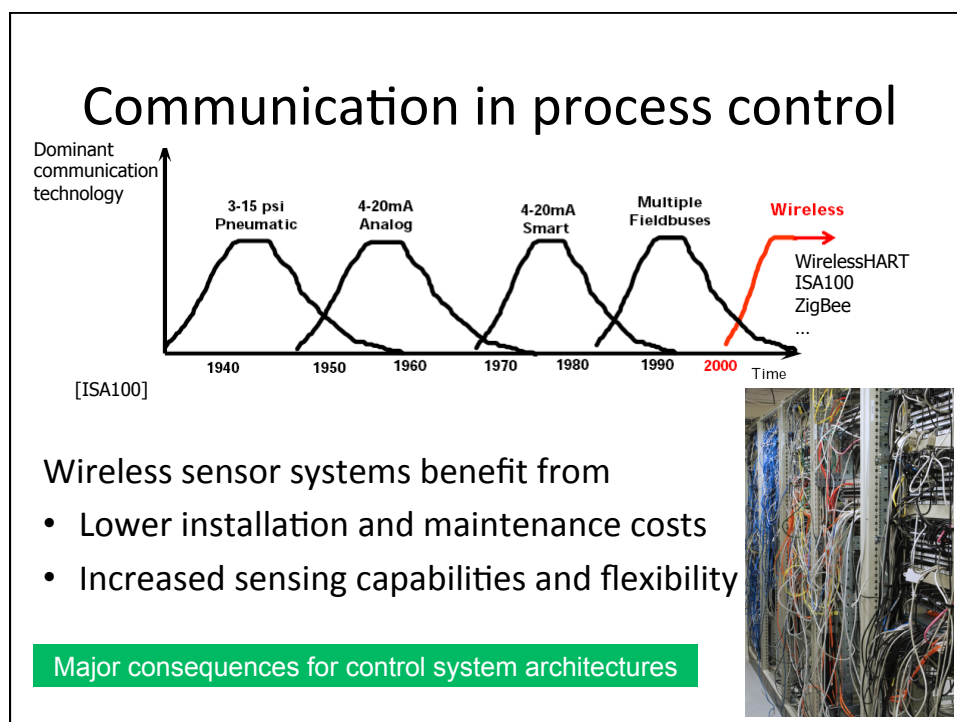 Communication in process control
Dominant
communication
technology
3-15 psi
Pneumatic
4-20mA
Analog
4-20mA
Smart
Multiple
Fieldbuses
Wireless
WirelessHART
ISA100
ZigBee
...
1940
1950
1960
1970
1980
1990
2000
Time
[ISA100]
Wireless sensor systems benefit from
• Lower installation and maintenance costs
• Increased sensing capabilities and flexibility
Major consequences for control system architectures